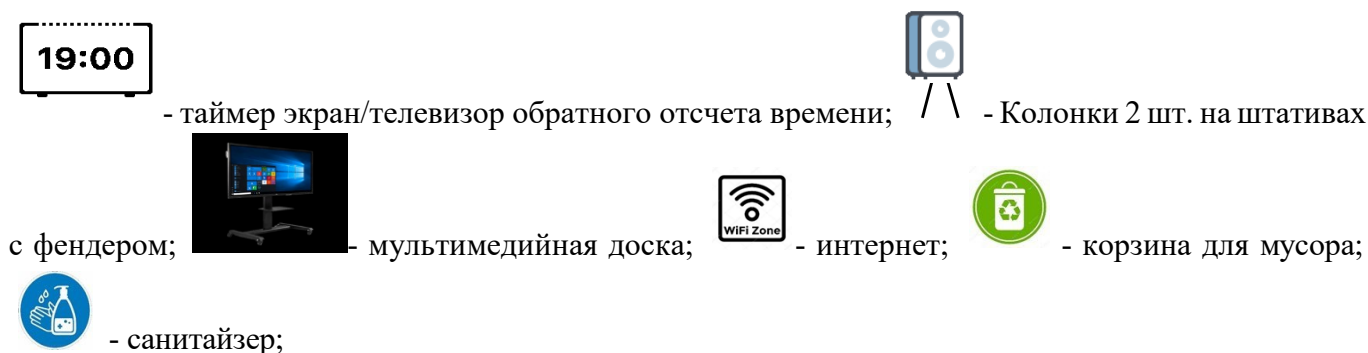 19:00
- таймер экран/телевизор обратного отсчета времени; - Колонки 2 шт. на штативах
с фендером; - мультимедийная доска; WiFi Zone - интернет; - корзина для мусора;
- санитайзер;